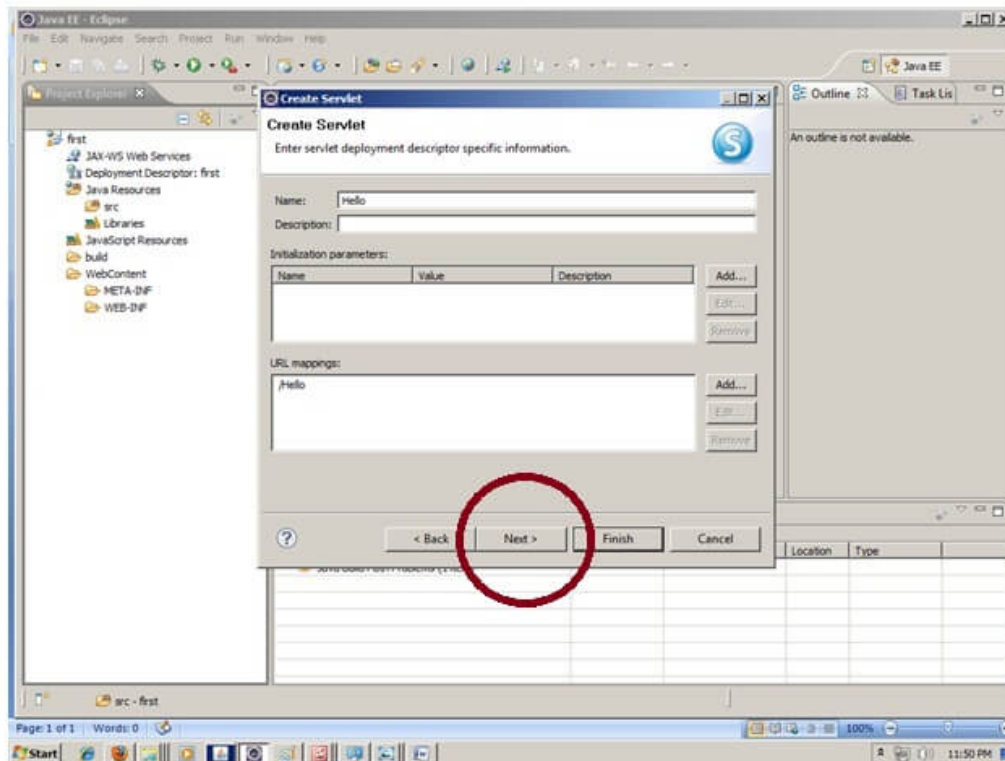 Java EE - Eclipse
File Edit Navigate Search Project Run Window Help
Java EE
Project Explorer
Outline Task Lis
An outline is not available.
first
JAX-WS Web Services
Deployment Descriptor: first
Java Resources
src
Libraries
JavaScript Resources
build
WebContent
META-INF
WEB-INF
Create Servlet
Create Servlet
Enter servlet deployment descriptor specific information.
Name: Hello
Description:
Initialization parameters:
Name Value Description
Add...
Edit...
Remove
URL mappings:
/Hello
Add...
Edit...
Remove
< Back Next > Finish Cancel
Location Type
src - first
Page: 1 of 1 Words: 0 100%
Start 11:50 PM